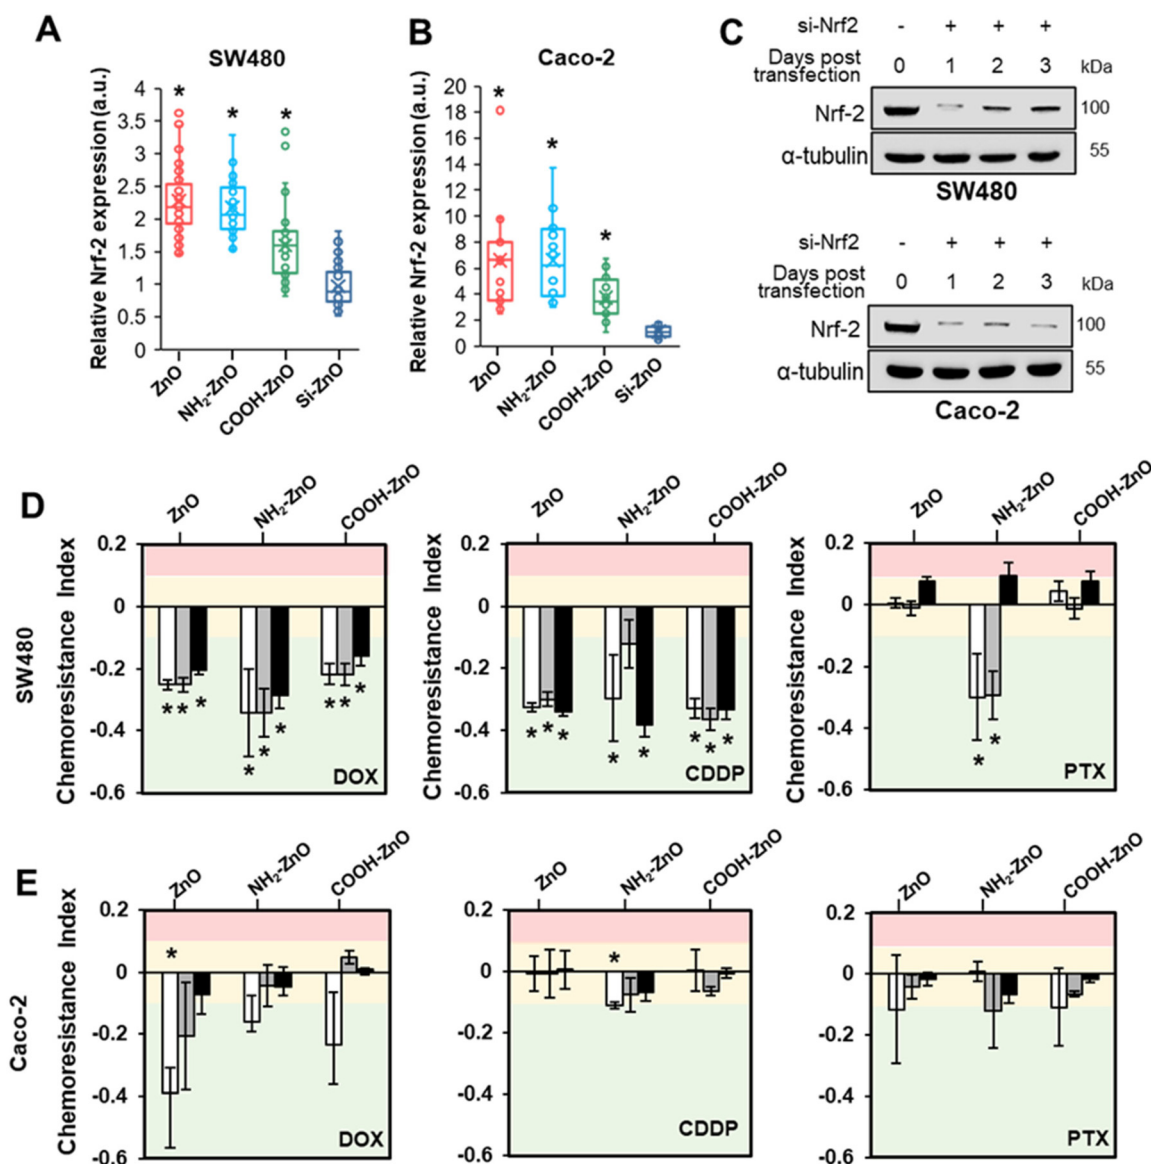 A
SW480
*
*
*
Relative Nrf-2 expression (a.u.)
4
3.5
3
2.5
2
1.5
1
0.5
0
ZnO
NH2-ZnO
COOH-ZnO
Si-ZnO
B
Caco-2
*
*
*
Relative Nrf-2 expression (a.u.)
20
18
16
14
12
10
8
6
4
2
0
ZnO
NH2-ZnO
COOH-ZnO
Si-ZnO
C
si-Nrf2 - + + +
Days post
transfection 0 1 2 3 kDa
Nrf-2 100
α-tubulin 55
SW480
si-Nrf2 - + + +
Days post
transfection 0 1 2 3 kDa
Nrf-2 100
α-tubulin 55
Caco-2
D
SW480
ZnO
NH2-ZnO
COOH-ZnO
Chemoresistance Index
0.2
0
-0.2
-0.4
-0.6
* * * * * * * * *
DOX
ZnO
NH2-ZnO
COOH-ZnO
Chemoresistance Index
0.2
0
-0.2
-0.4
-0.6
* * * * * * * *
CDDP
ZnO
NH2-ZnO
COOH-ZnO
Chemoresistance Index
0.2
0
-0.2
-0.4
-0.6
* *
PTX
E
Caco-2
ZnO
NH2-ZnO
COOH-ZnO
Chemoresistance Index
0.2
0
-0.2
-0.4
-0.6
*
DOX
ZnO
NH2-ZnO
COOH-ZnO
Chemoresistance Index
0.2
0
-0.2
-0.4
-0.6
*
CDDP
ZnO
NH2-ZnO
COOH-ZnO
Chemoresistance Index
0.2
0
-0.2
-0.4
-0.6
PTX